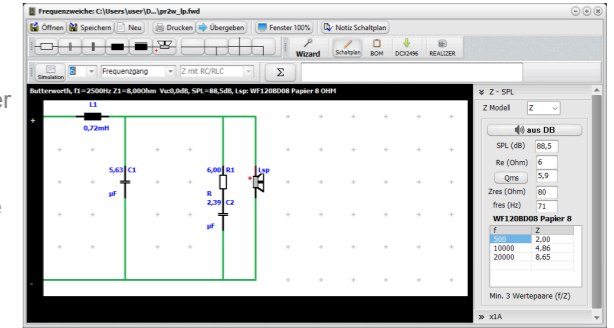 Frequenzweiche: C:\Users\user\D...\pr2w_lp.fwd
Öffnen Speichern Neu Drucken Übergeben Fenster 100% Notiz Schaltplan
Wizard Schaltplan BOM DCX2496 REALIZER
Simulation Frequenzgang Z mit RC/RLC Σ
Butterworth, f1=2500Hz Z1=8,00Ohm Vu:0,0dB, SPL=88,5dB, Lsp: WF120BD08 Papier 8 OHM
L1
+
0,72mH
5,63 C1
µF
6,00 R1
R
2,39 C2
µF
Lsp
-
Z - SPL
Z Modell Z
aus DB
SPL (dB) 88,5
Re (Ohm) 6
Qms 5,9
Zres (Ohm) 80
fres (Hz) 71
WF120BD08 Papier 8
f Z
500 2,00
10000 4,86
20000 8,65
Min. 3 Wertepaare (f/Z)
x1A
er
e